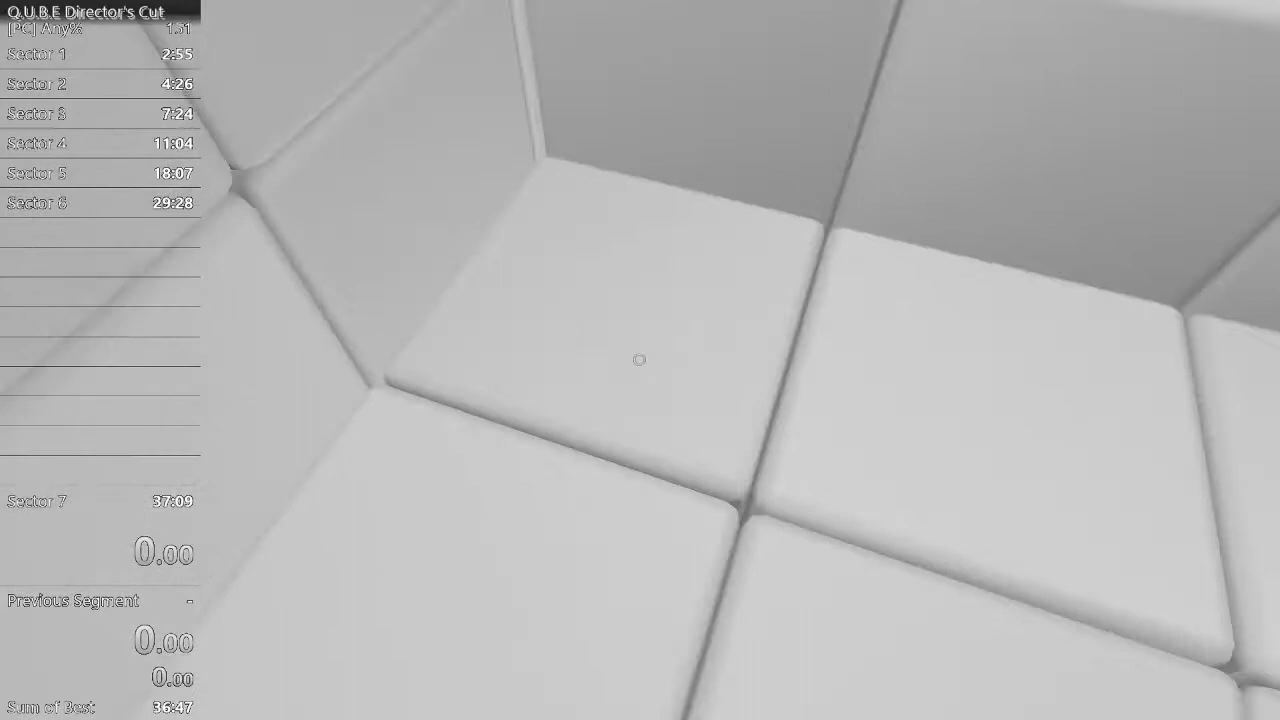 Q.U.B.E Director's Cut
[PC] Any% 151
Sector 1 2:55
Sector 2 4:26
Sector 3 7:24
Sector 4 11:04
Sector 5 18:07
Sector 6 29:28
Sector 7 37:09
0.00
Previous Segment -
0.00
0.00
Sum of Best 36:47